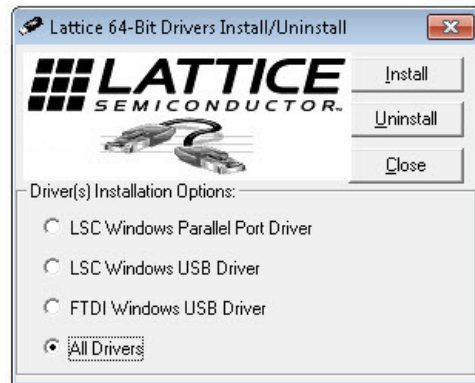 Lattice 64-Bit Drivers Install/Uninstall
LATTICE
SEMICONDUCTOR™
Install
Uninstall
Close
Driver(s) Installation Options:
LSC Windows Parallel Port Driver
LSC Windows USB Driver
FTDI Windows USB Driver
All Drivers